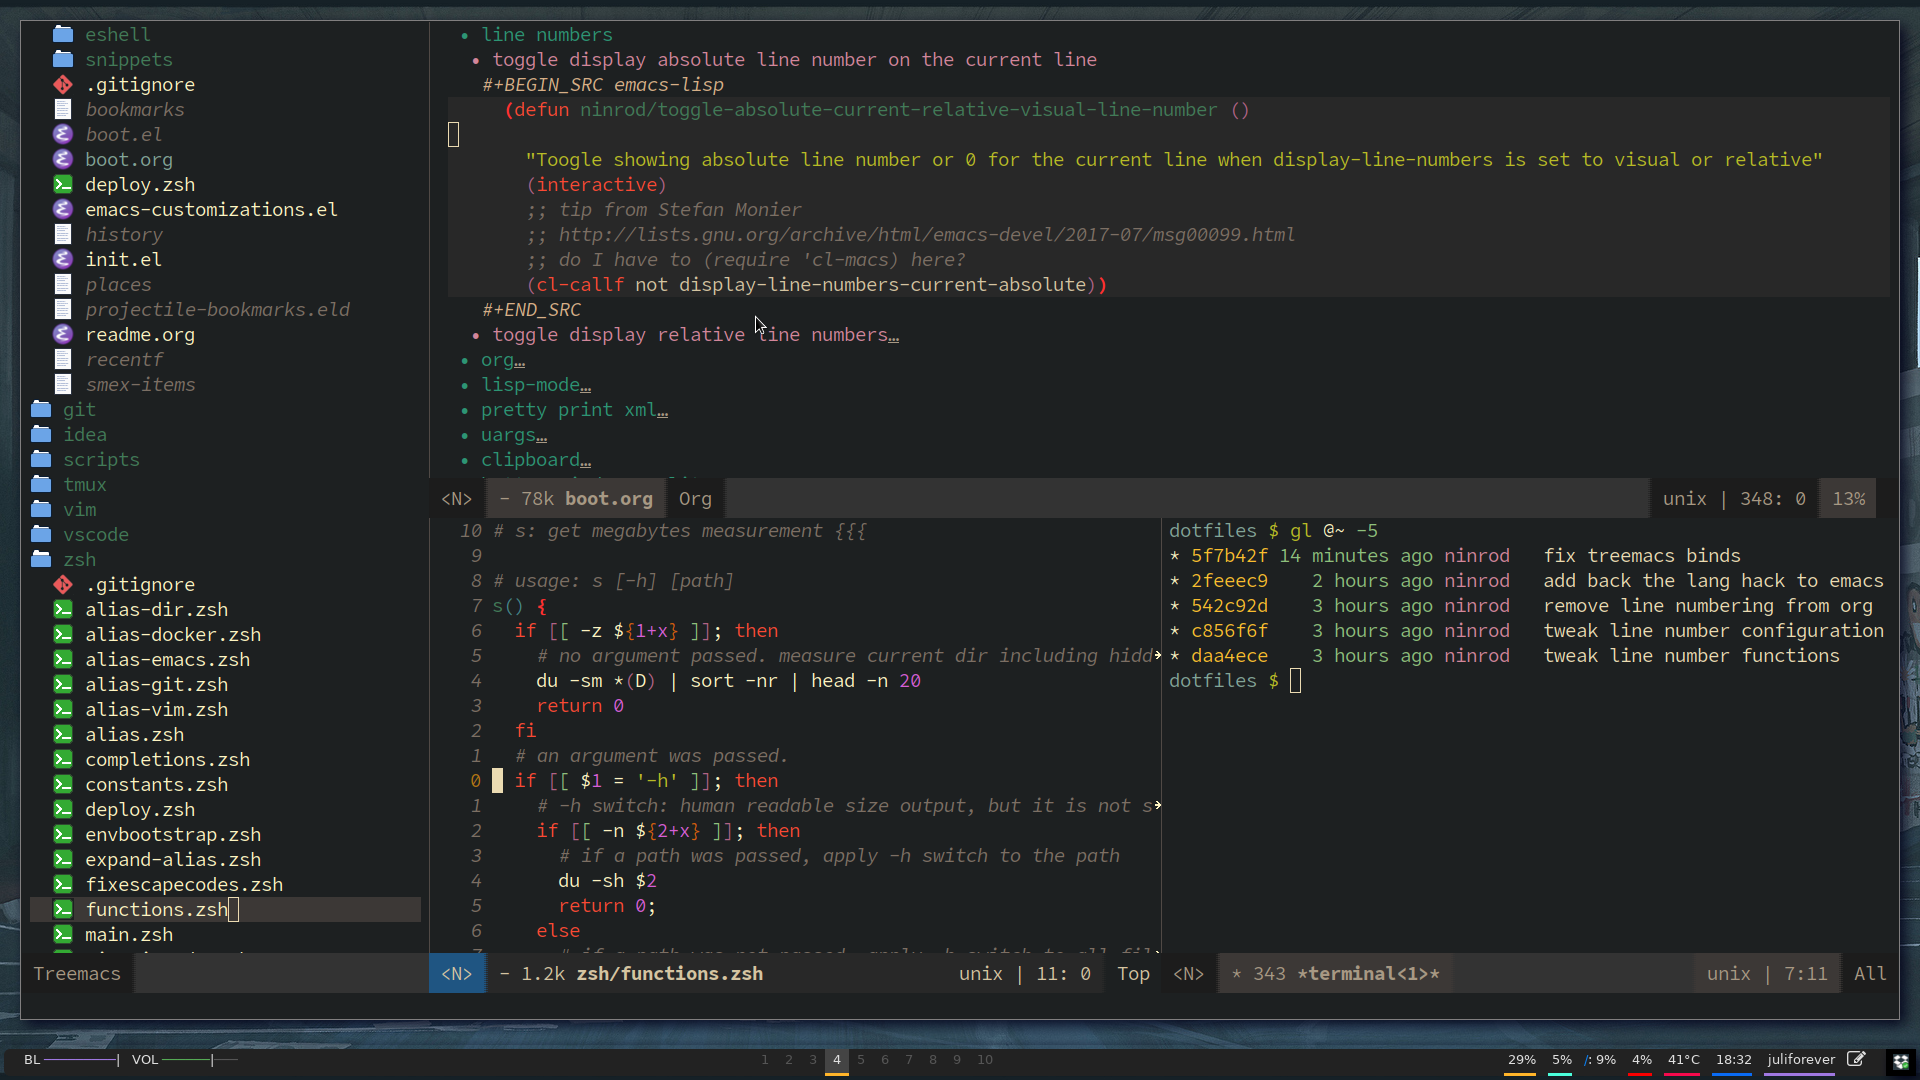 eshell
snippets
.gitignore
bookmarks
boot.el
boot.org
deploy.zsh
emacs-customizations.el
history
init.el
places
projectile-bookmarks.eld
readme.org
recentf
smex-items
git
idea
scripts
tmux
vim
vscode
zsh
.gitignore
alias-dir.zsh
alias-docker.zsh
alias-emacs.zsh
alias-git.zsh
alias-vim.zsh
alias.zsh
completions.zsh
constants.zsh
deploy.zsh
envbootstrap.zsh
expand-alias.zsh
fixescapecodes.zsh
functions.zsh
main.zsh
Treemacs
• line numbers
• toggle display absolute line number on the current line
#+BEGIN_SRC emacs-lisp
(defun ninrod/toggle-absolute-current-relative-visual-line-number ()
"Toogle showing absolute line number or 0 for the current line when display-line-numbers is set to visual or relative"
(interactive)
;; tip from Stefan Monier
;; http://lists.gnu.org/archive/html/emacs-devel/2017-07/msg00099.html
;; do I have to (require 'cl-macs) here?
(cl-callf not display-line-numbers-current-absolute))
#+END_SRC
• toggle display relative line numbers…
• org…
• lisp-mode…
• pretty print xml…
• uargs…
• clipboard…
<N> - 78k boot.org Org unix | 348: 0 13%
10 # s: get megabytes measurement {{{
9
8 # usage: s [-h] [path]
7 s() {
6 if [[ -z ${1+x} ]]; then
5 # no argument passed. measure current dir including hidd
4 du -sm *(D) | sort -nr | head -n 20
3 return 0
2 fi
1 # an argument was passed.
0 if [[ $1 = '-h' ]]; then
1 # -h switch: human readable size output, but it is not s
2 if [[ -n ${2+x} ]]; then
3 # if a path was passed, apply -h switch to the path
4 du -sh $2
5 return 0;
6 else
<N> - 1.2k zsh/functions.zsh unix | 11: 0 Top
dotfiles $ gl @~ -5
* 5f7b42f 14 minutes ago ninrod fix treemacs binds
* 2feeec9 2 hours ago ninrod add back the lang hack to emacs
* 542c92d 3 hours ago ninrod remove line numbering from org
* c856f6f 3 hours ago ninrod tweak line number configuration
* daa4ece 3 hours ago ninrod tweak line number functions
dotfiles $
<N> * 343 *terminal<1>* unix | 7:11 All
BL VOL 1 2 3 4 5 6 7 8 9 10 29% 5% /: 9% 4% 41°C 18:32 juliforever